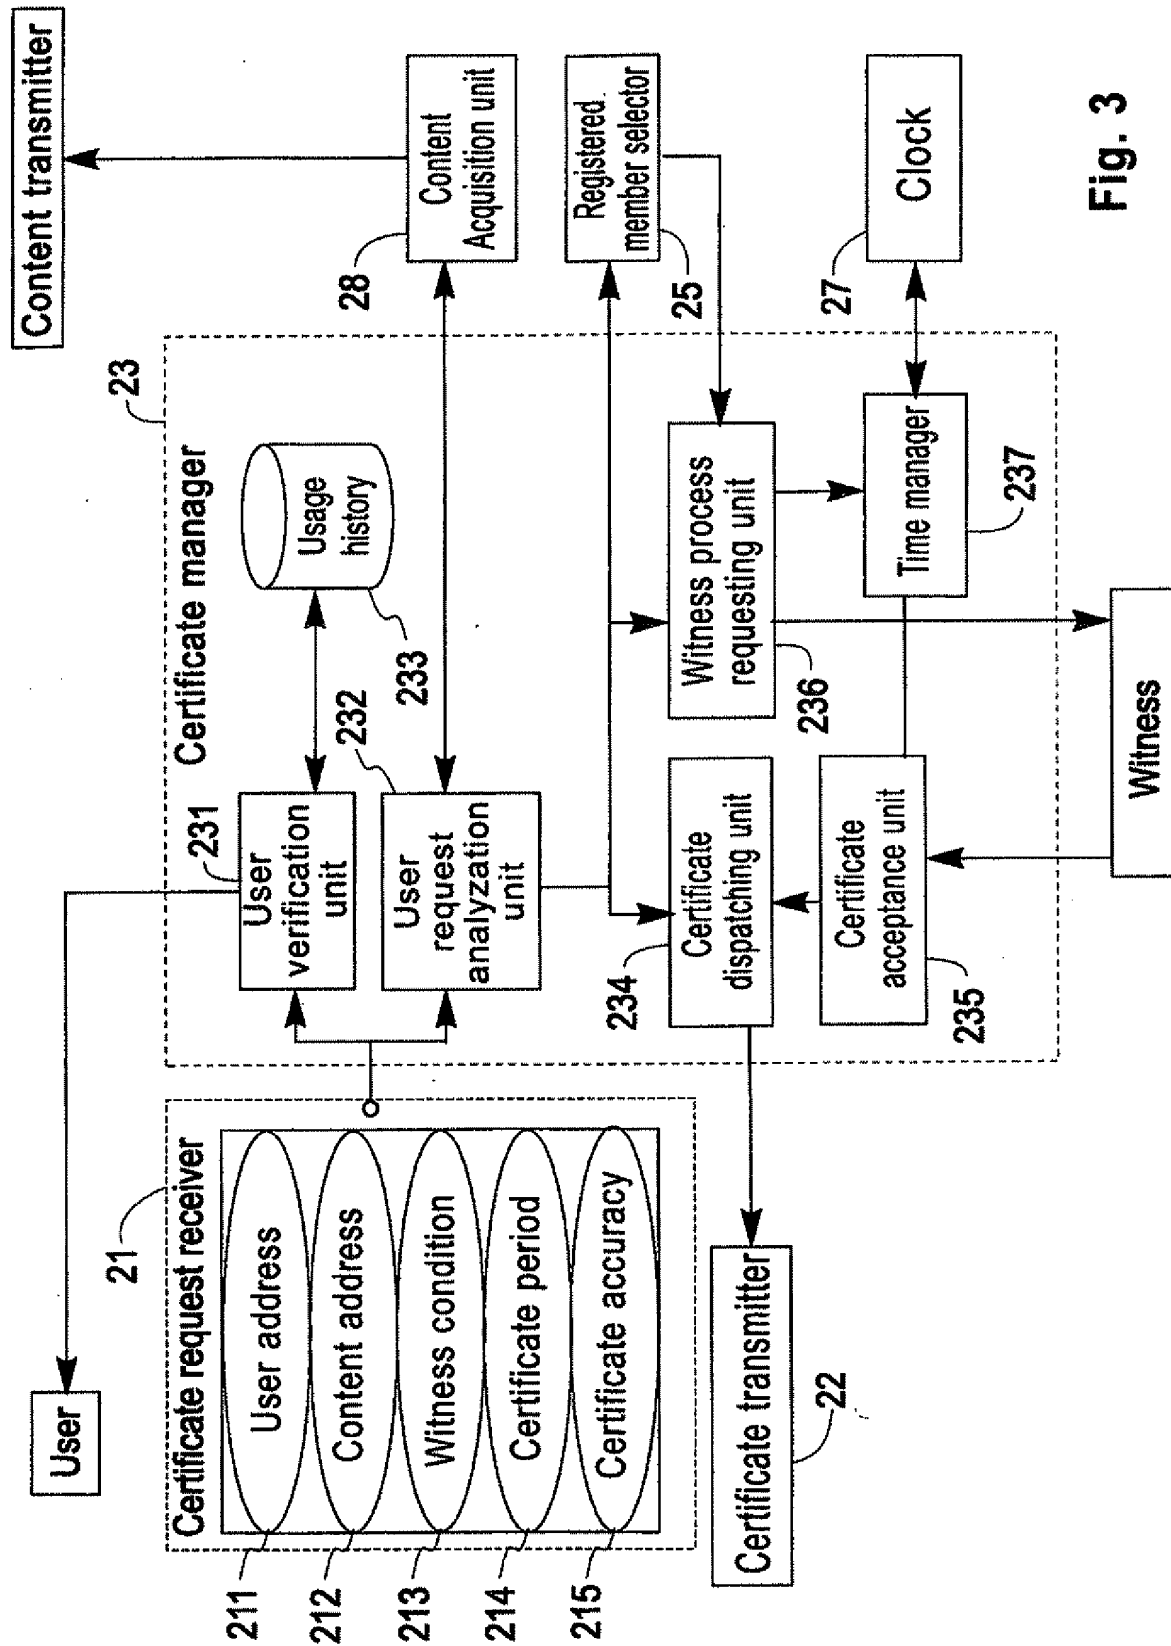 User
Content transmitter
21
Certificate request receiver
211
User address
212
Content address
213
Witness condition
214
Certificate period
215
Certificate accuracy
Certificate transmitter
22
23
Certificate manager
231
User
verification
unit
Usage
history
233
232
User
request
analyzation
unit
Content
Acquisition unit
28
Registered
member selector
25
234
Certificate
dispatching unit
Witness process
requesting unit
236
Certificate
acceptance unit
235
Time manager
237
27
Clock
Witness
Fig. 3